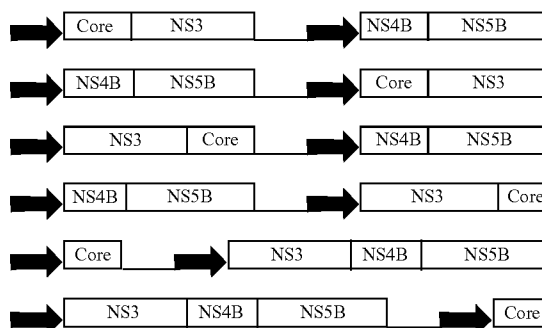 Core NS3 NS4B NS5B
NS4B NS5B Core NS3
NS3 Core NS4B NS5B
NS4B NS5B NS3 Core
Core NS3 NS4B NS5B
NS3 NS4B NS5B Core